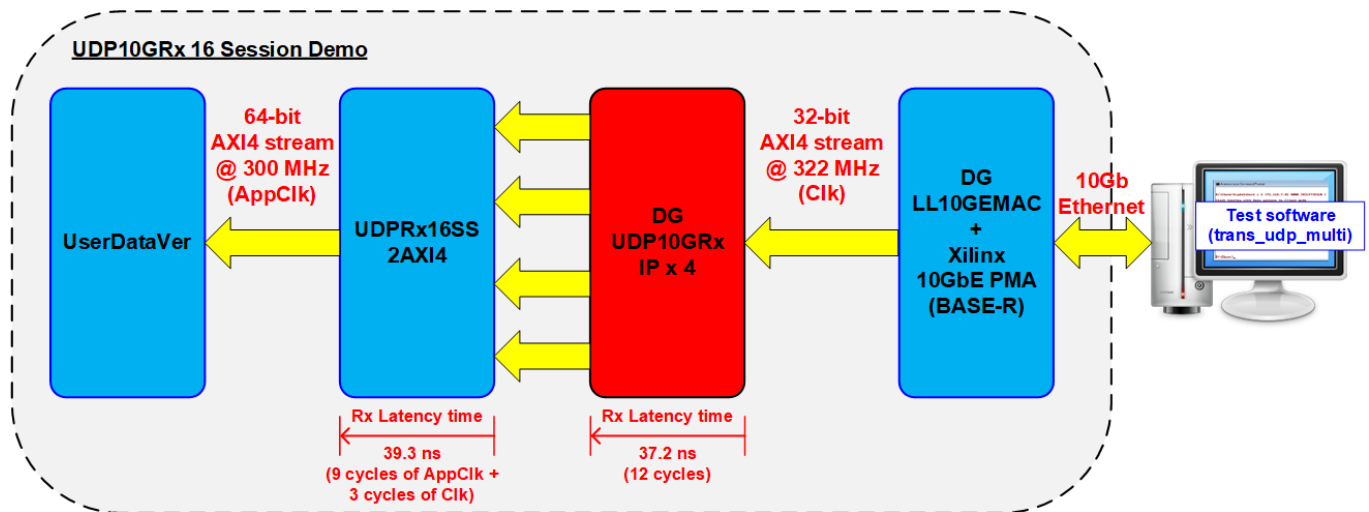 UDP10GRx 16 Session Demo
UserDataVer
64-bit
AXI4 stream
@ 300 MHz
(AppClk)
UDPRx16SS
2AXI4
DG
UDP10GRx
IP x 4
32-bit
AXI4 stream
@ 322 MHz
(Clk)
DG
LL10GEMAC
+
Xilinx
10GbE PMA
(BASE-R)
10Gb
Ethernet
Test software
(trans_udp_multi)
Rx Latency time
39.3 ns
(9 cycles of AppClk +
3 cycles of Clk)
Rx Latency time
37.2 ns
(12 cycles)